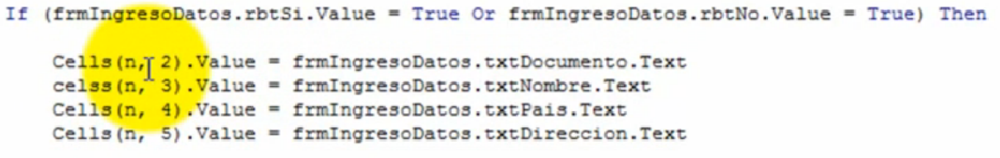 If (frmIngresoDatos.rbtSi.Value = True Or frmIngresoDatos.rbtNo.Value = True) Then
Cells(n, 2).Value = frmIngresoDatos.txtDocumento.Text
celss(n, 3).Value = frmIngresoDatos.txtNombre.Text
Cells(n, 4).Value = frmIngresoDatos.txtPais.Text
Cells(n, 5).Value = frmIngresoDatos.txtDireccion.Text